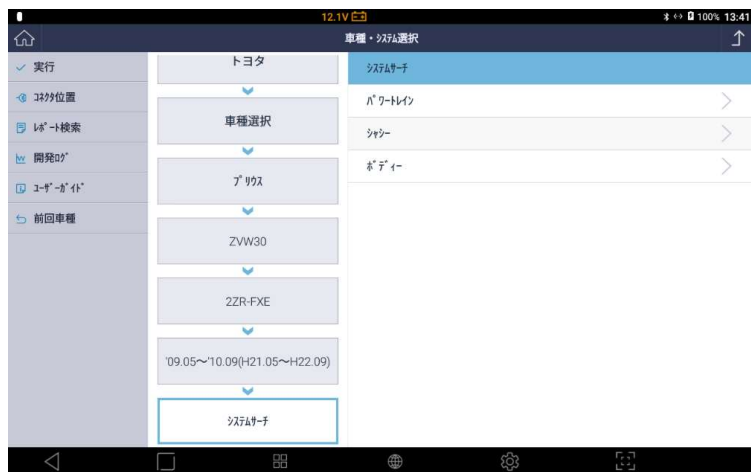 12.1V
100% 13:41
車種・ｼｽﾃﾑ選択
実行
ｺﾈｸﾀ位置
ﾚﾎﾟｰﾄ検索
開発ﾛｸﾞ
ﾕｰｻﾞｰｶﾞｲﾄﾞ
前回車種
トヨタ
車種選択
ﾌﾟﾘｳｽ
ZVW30
2ZR-FXE
'09.05～'10.09(H21.05～H22.09)
ｼｽﾃﾑｻｰﾁ
ｼｽﾃﾑｻｰﾁ
ﾊﾟﾜｰﾄﾚｲﾝ
ｼｬｼｰ
ﾎﾞﾃﾞｨｰ